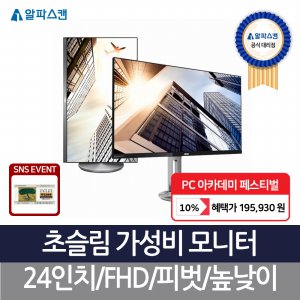 알파스캔
알파스캔
공식 대리점
SNS EVENT
PC 아카데미 페스티벌
10% 혜택가 195,930 원
초슬림 가성비 모니터
24인치/FHD/피벗/높낮이